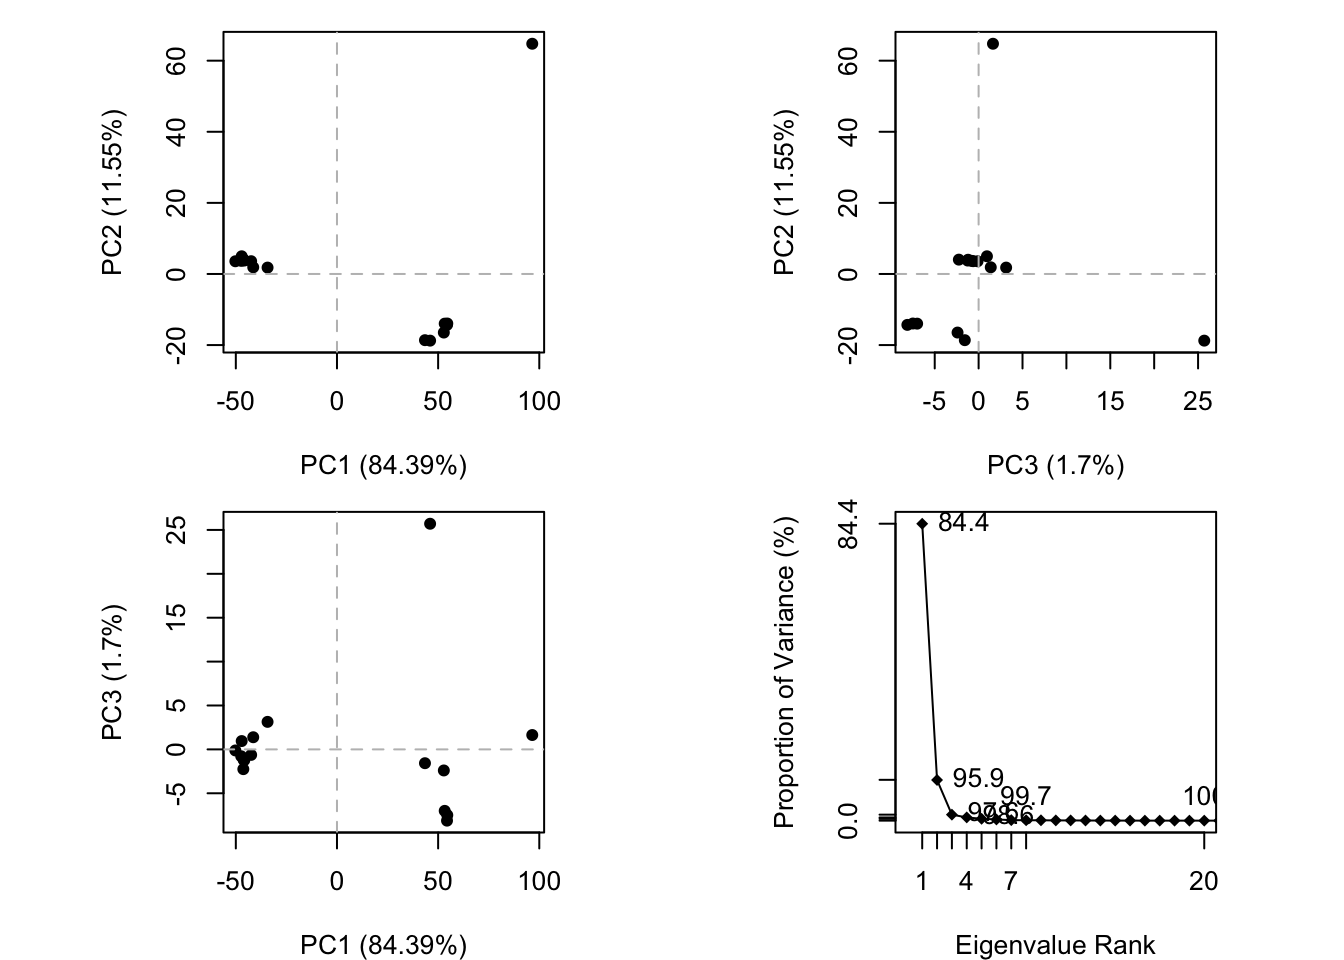 60
40
20
0
-20
PC2 (11.55%)
-50 0 50 100
PC1 (84.39%)
60
40
20
0
-20
PC2 (11.55%)
-5 0 5 15 25
PC3 (1.7%)
25
15
5
0
-5
PC3 (1.7%)
-50 0 50 100
PC1 (84.39%)
84.4
0.0
Proportion of Variance (%)
84.4
95.9
99.7
1 4 7 20
Eigenvalue Rank